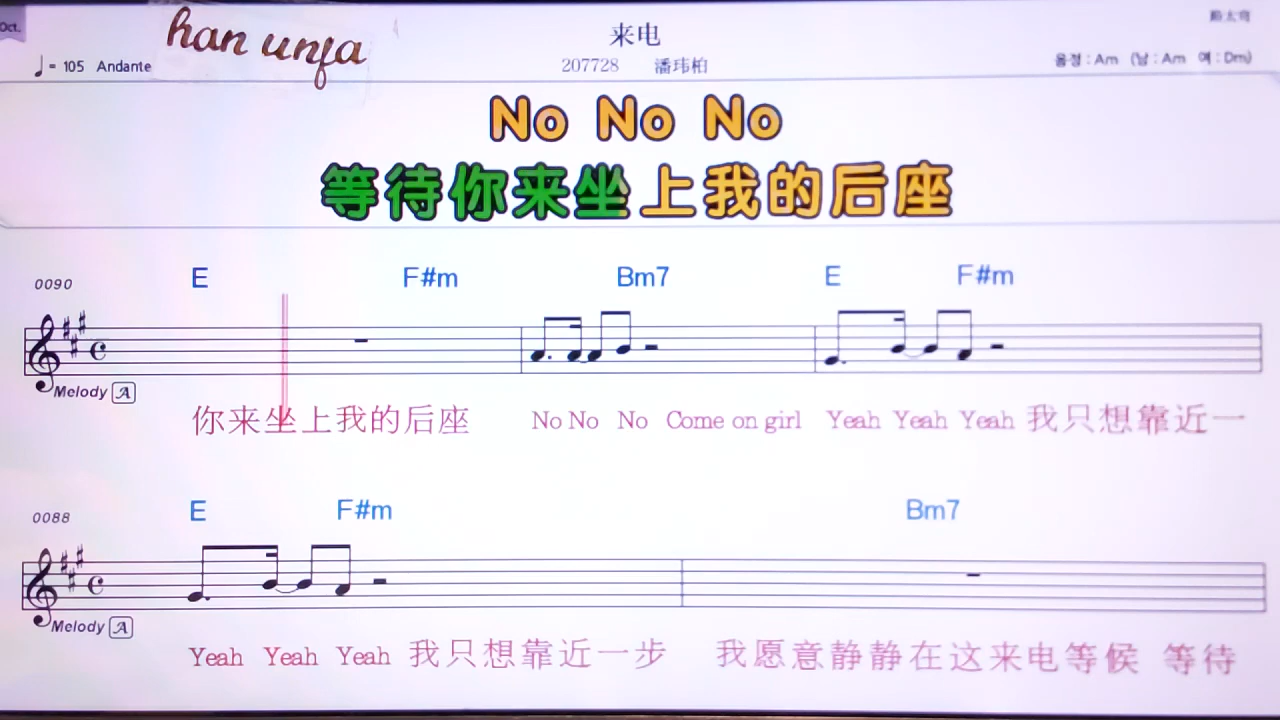 Oct.
han unfa
来电
♩= 105 Andante
207728 潘玮柏
음정 : Am (남 : Am 여 : Dm)
No No No
等待你来坐上我的后座
0090
E F#m Bm7 E F#m
Melody A
你来坐上我的后座 No No No Come on girl Yeah Yeah Yeah 我只想靠近一
0088
E F#m Bm7
Melody A
Yeah Yeah Yeah 我只想靠近一步 我愿意静静在这来电等候 等待